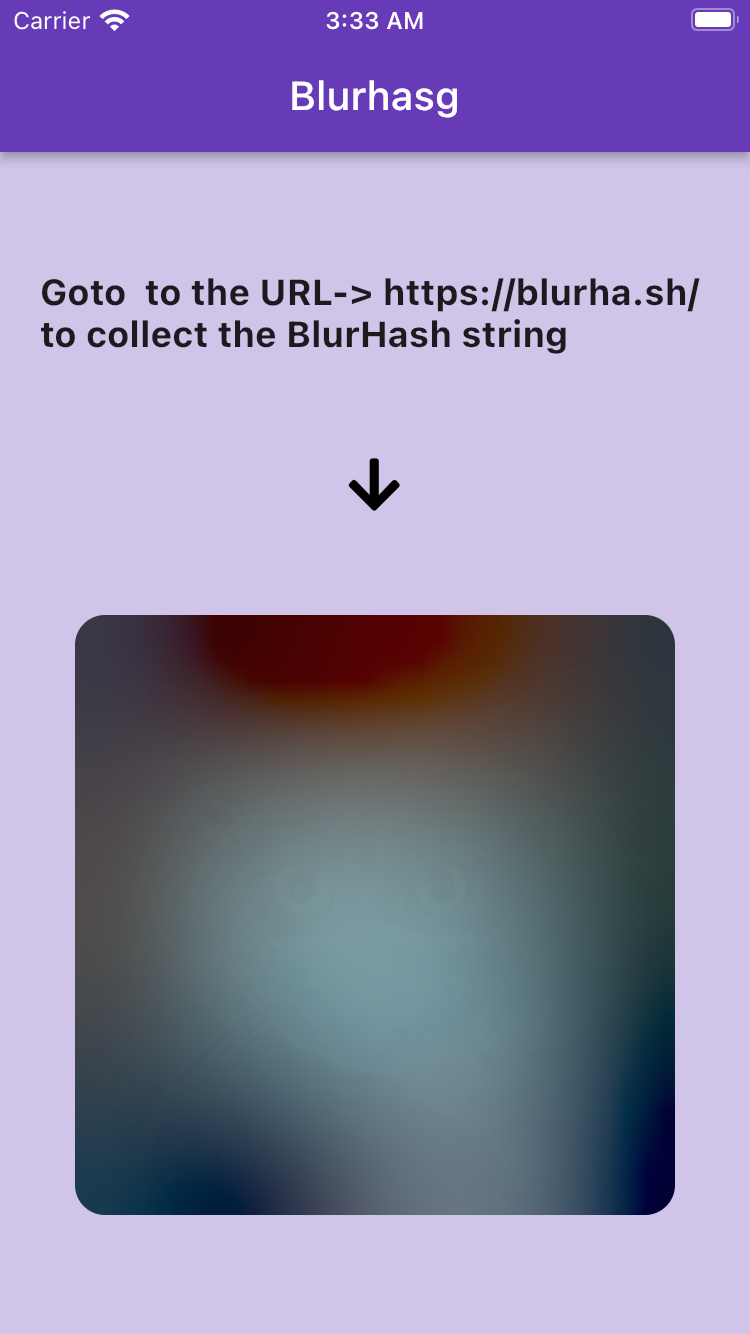 Carrier 3:33 AM
Blurhasg
Goto  to the URL-> https://blurha.sh/
to collect the BlurHash string